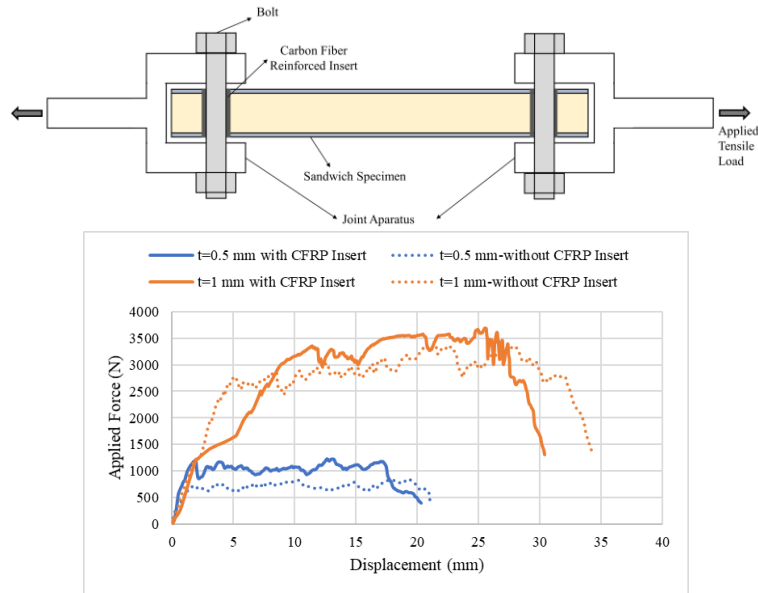 Bolt
Carbon Fiber
Reinforced Insert
Applied
Tensile
Load
Sandwich Specimen
Joint Apparatus
t=0.5 mm with CFRP Insert
t=0.5 mm-without CFRP Insert
t=1 mm with CFRP Insert
t=1 mm-without CFRP Insert
4000
3500
3000
2500
2000
1500
1000
500
0
Applied Force (N)
0 5 10 15 20 25 30 35 40
Displacement (mm)